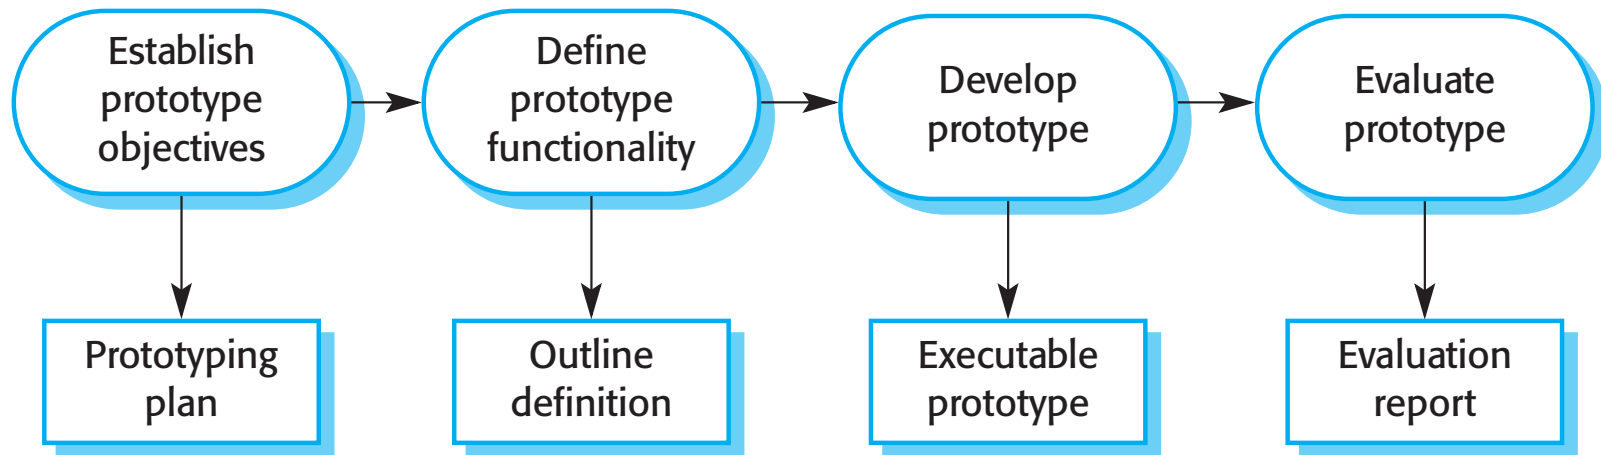 Establish
prototype
objectives
Define
prototype
functionality
Develop
prototype
Evaluate
prototype
Prototyping
plan
Outline
definition
Executable
prototype
Evaluation
report